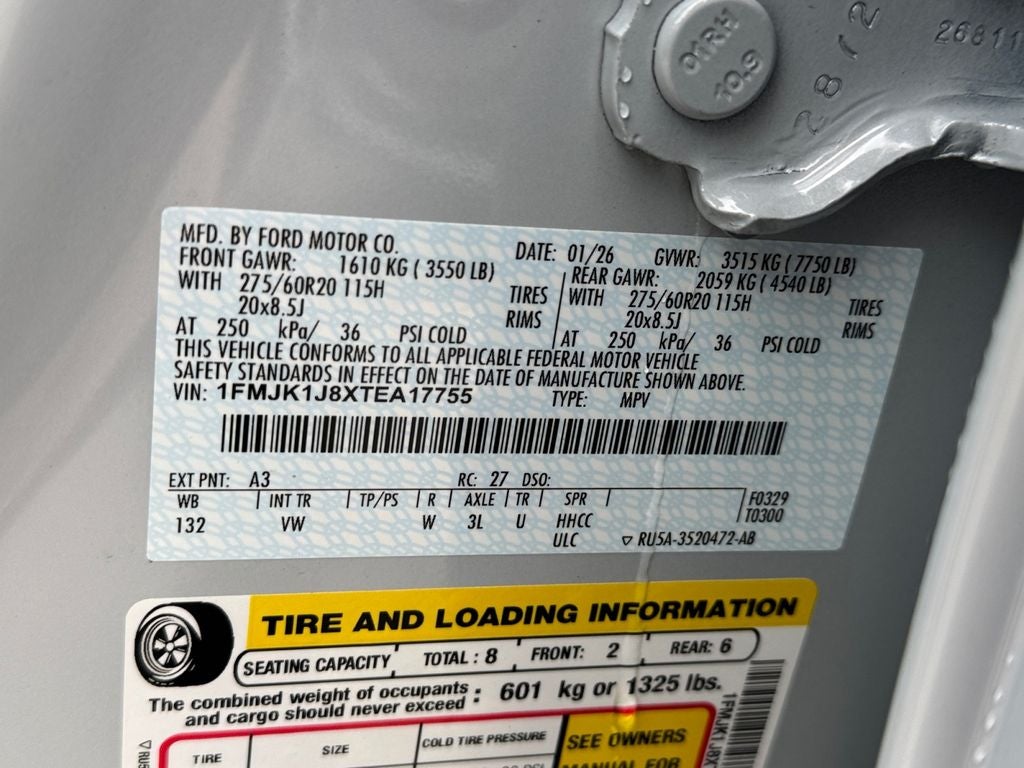 01RH
10.9
2812
26811
MFD. BY FORD MOTOR CO.
DATE: 01/26 GVWR: 3515 KG ( 7750 LB)
FRONT GAWR: 1610 KG ( 3550 LB)
REAR GAWR: 2059 KG ( 4540 LB)
WITH 275/60R20 115H TIRES
WITH 275/60R20 115H TIRES
20x8.5J RIMS
20x8.5J RIMS
AT 250 kPa/ 36 PSI COLD
AT 250 kPa/ 36 PSI COLD
THIS VEHICLE CONFORMS TO ALL APPLICABLE FEDERAL MOTOR VEHICLE
SAFETY STANDARDS IN EFFECT ON THE DATE OF MANUFACTURE SHOWN ABOVE.
VIN: 1FMJK1J8XTEA17755 TYPE: MPV
EXT PNT: A3 RC: 27 DSO:
WB INT TR TP/PS R AXLE TR SPR F0329
132 VW W 3L U HHCC T0300
ULC ▽ RU5A-3520472-AB
TIRE AND LOADING INFORMATION
SEATING CAPACITY TOTAL : 8 FRONT: 2 REAR: 6
The combined weight of occupants
and cargo should never exceed : 601 kg or 1325 lbs.
TIRE SIZE COLD TIRE PRESSURE SEE OWNERS
MANUAL FOR
1FMJK1J8X